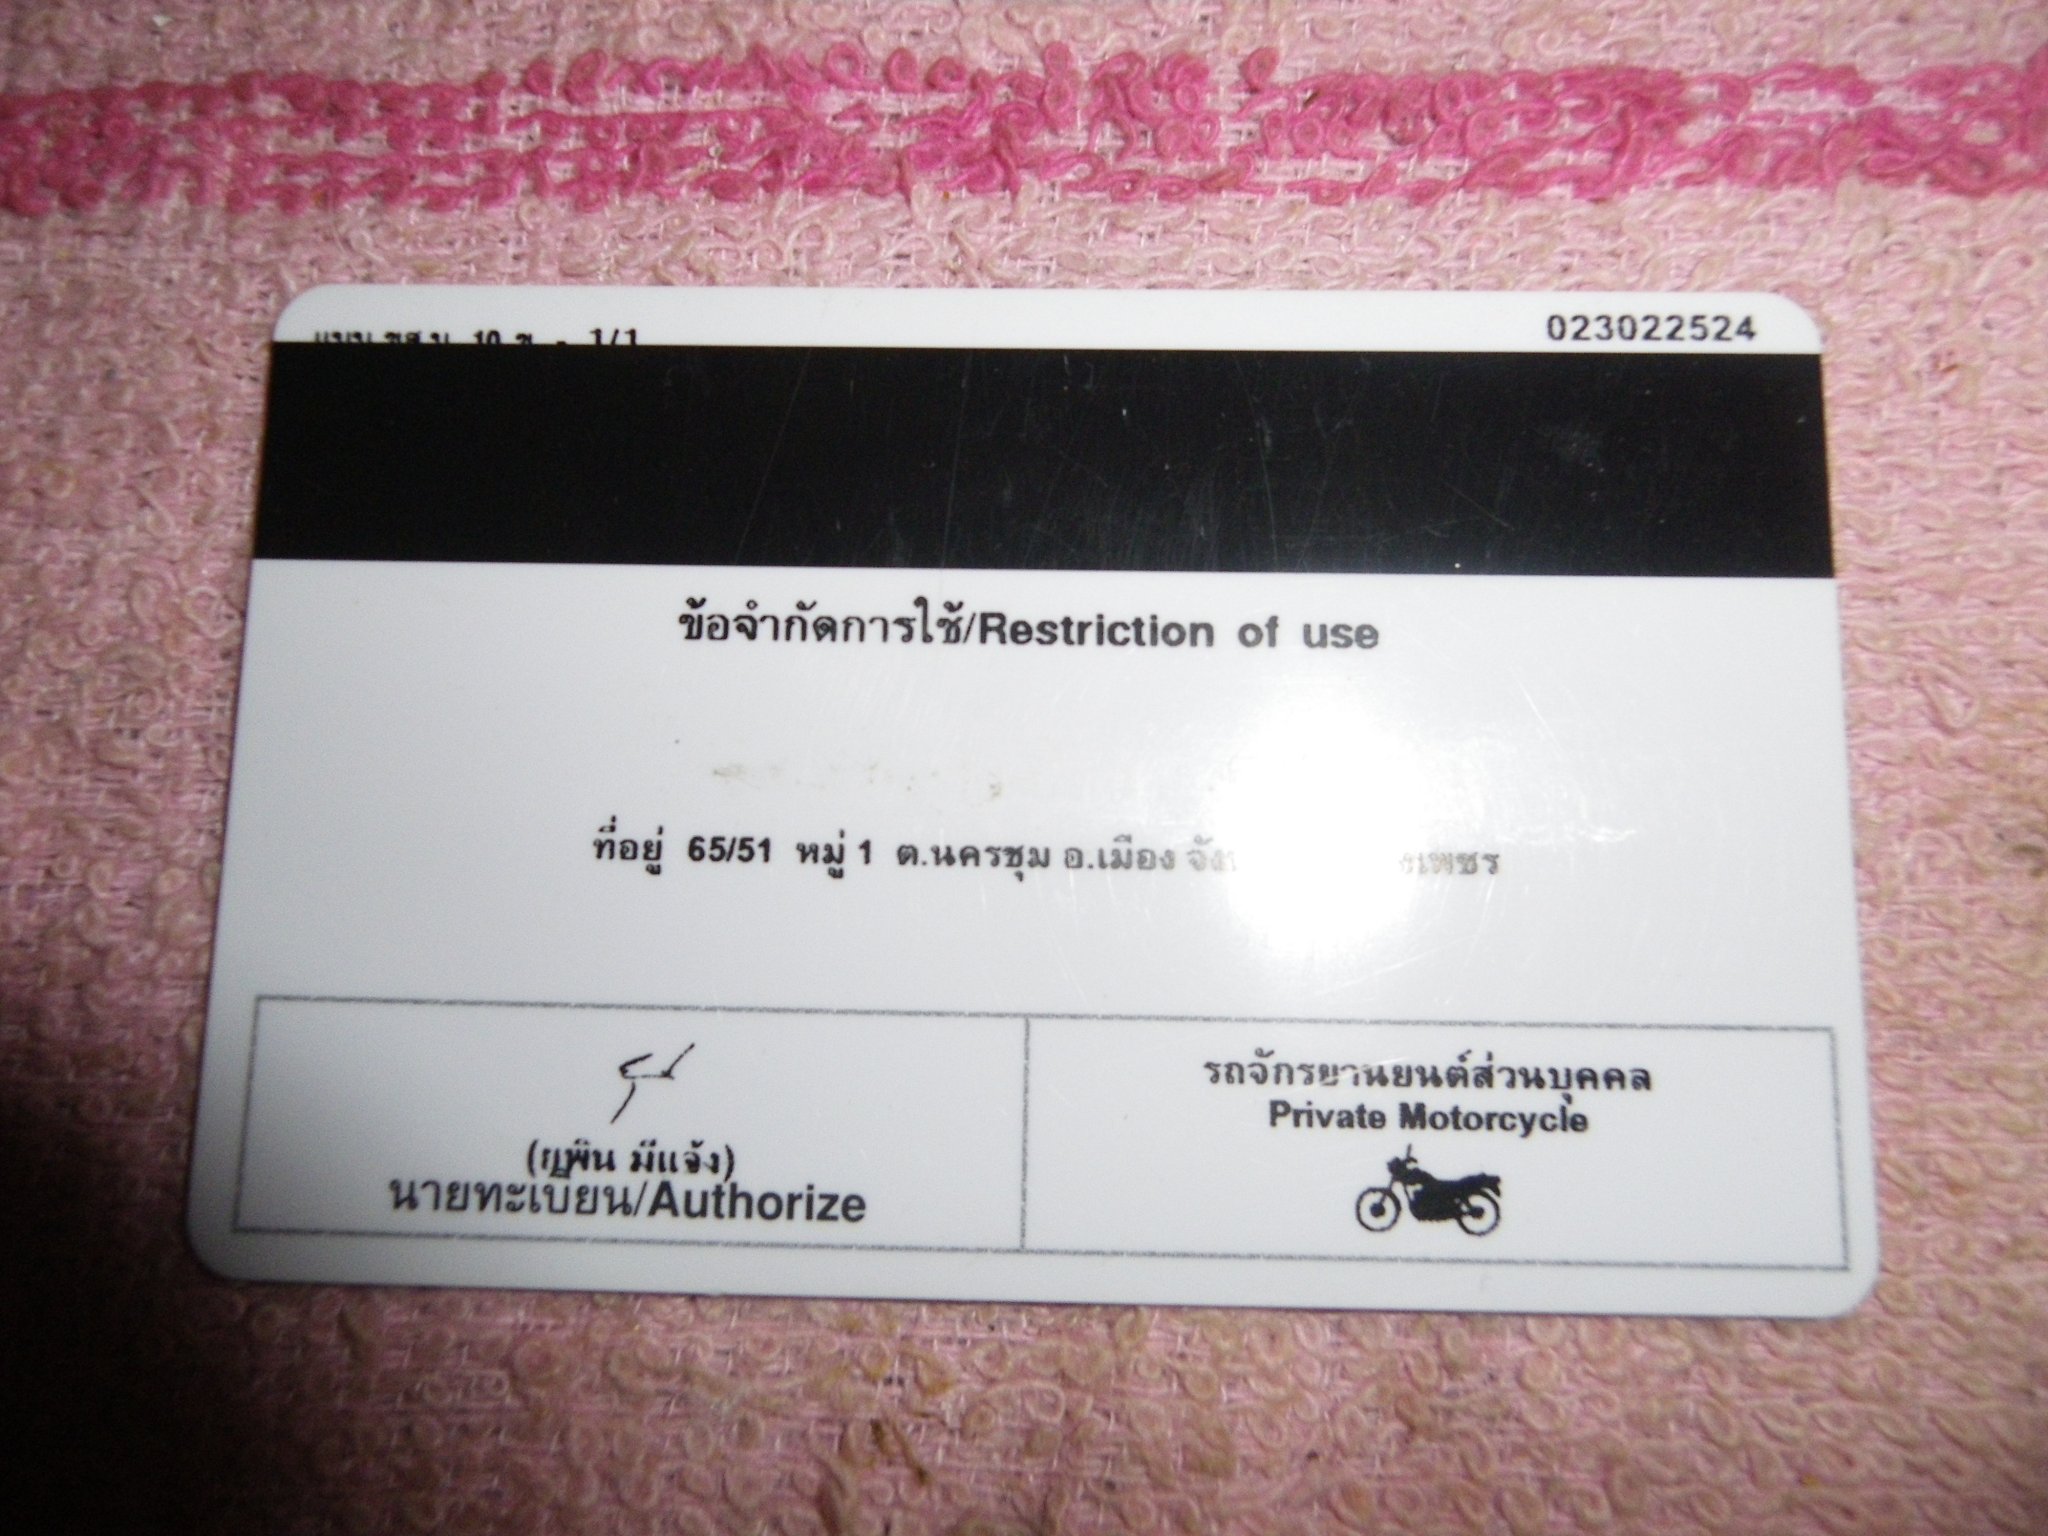 023022524
ข้อจำกัดการใช้/Restriction of use
ที่อยู่ 65/51 หมู่ 1 ต.นครชุม อ.เมือง
รถจักรยานยนต์ส่วนบุคคล
Private Motorcycle
มีแจ้ง)
นายทะเบียน/Authorize